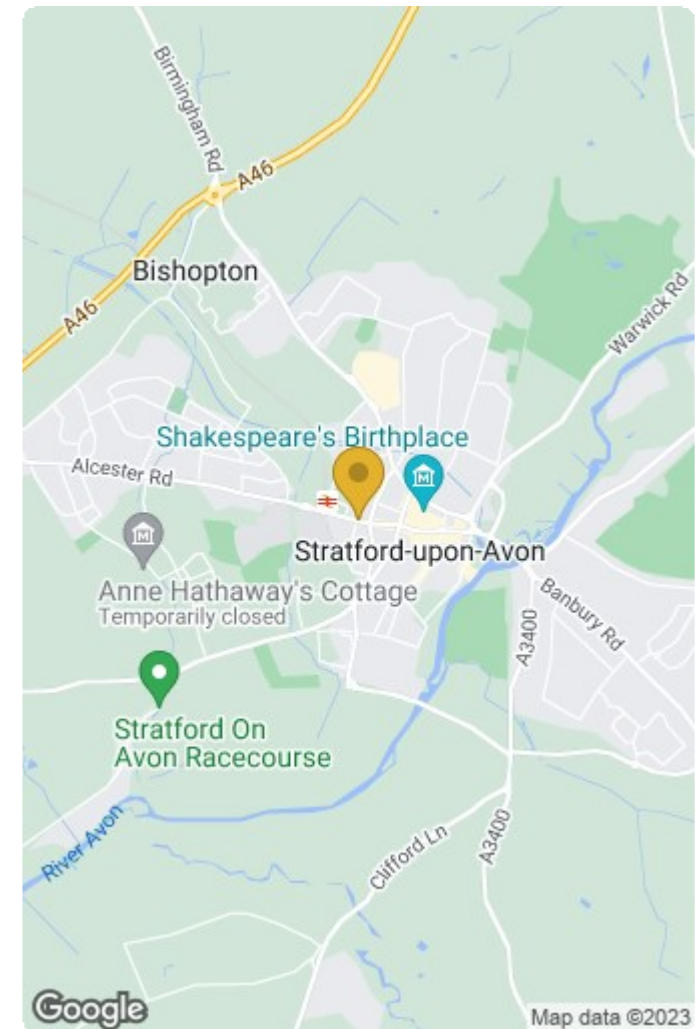 Birmingham Rd
A46
Bishopton
A46
Warwick Rd
Shakespeare's Birthplace
Alcester Rd
Stratford-upon-Avon
Anne Hathaway's Cottage
Temporarily closed
Banbury Rd
A3400
Stratford On
Avon Racecourse
River Avon
Clifford Ln
A3400
Google
Map data ©2023